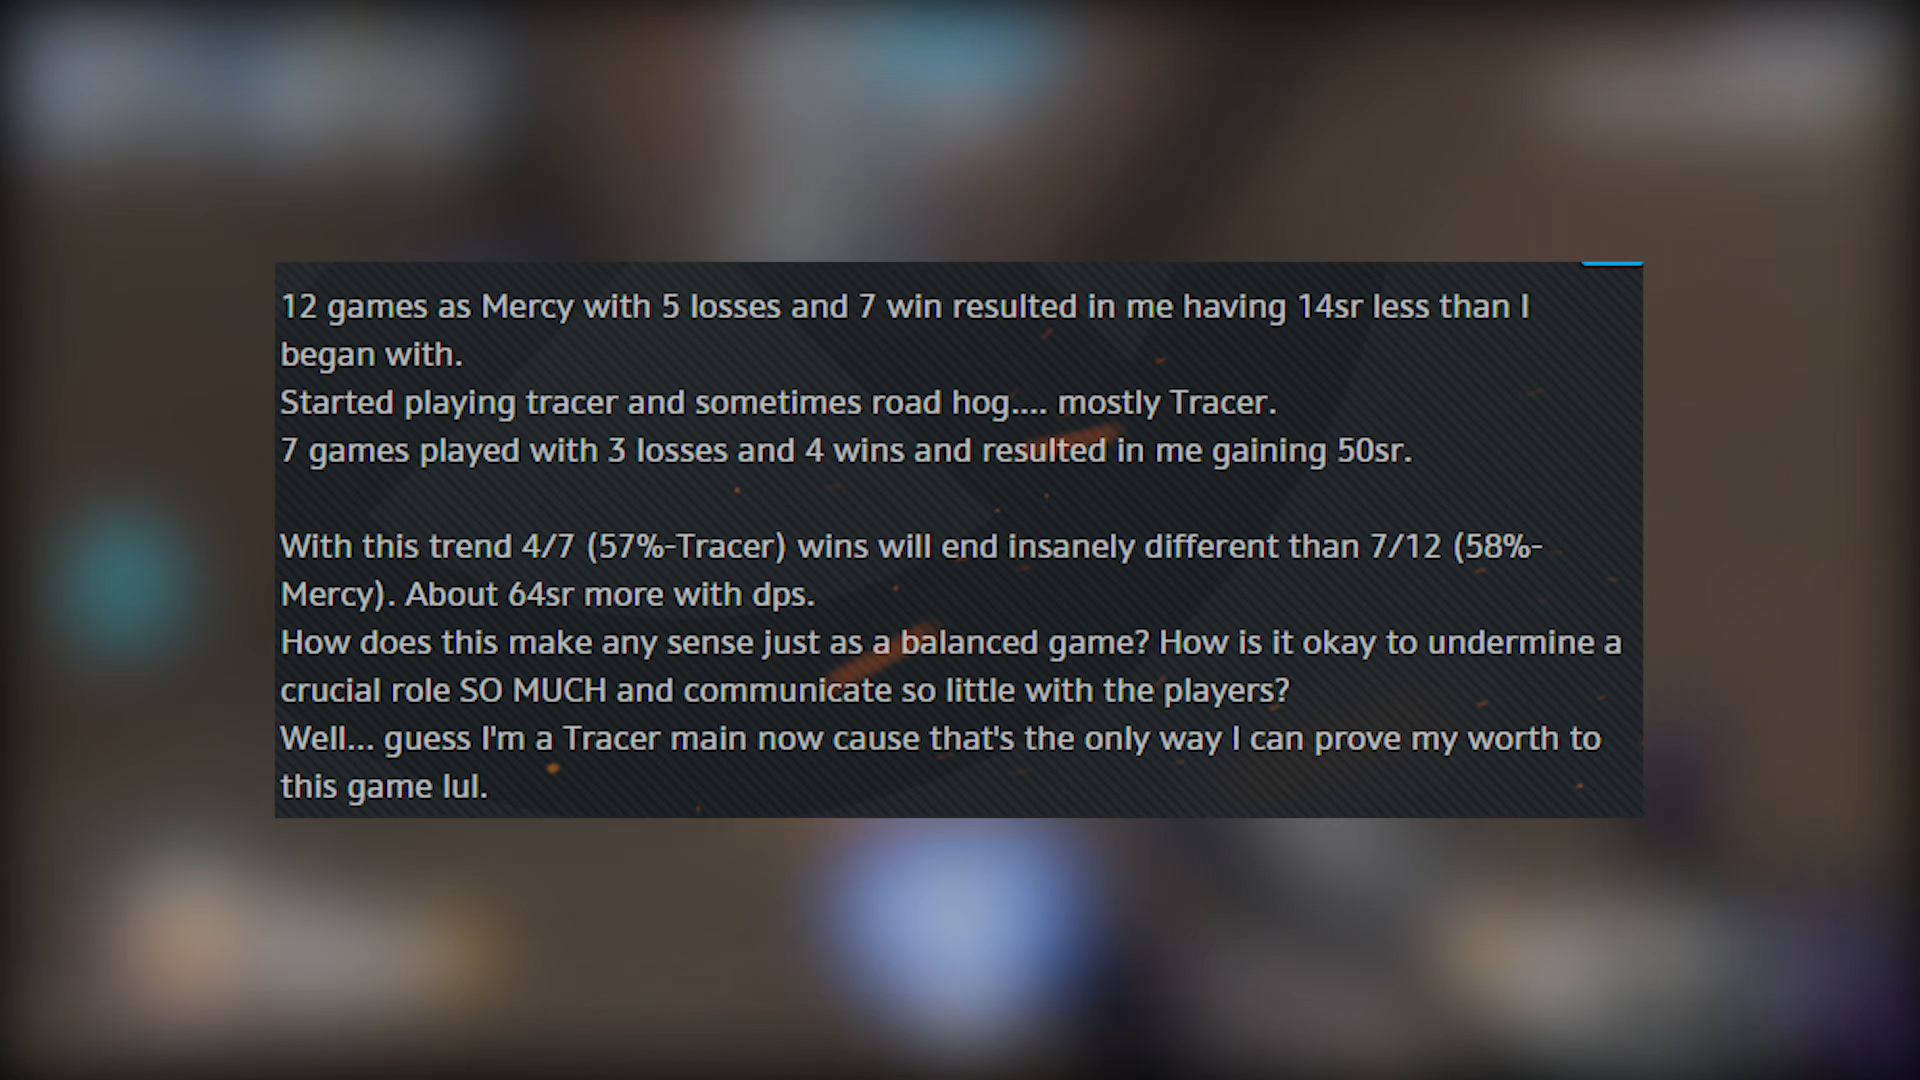 12 games as Mercy with 5 losses and 7 win resulted in me having 14sr less than I
began with.
Started playing tracer and sometimes road hog.... mostly Tracer.
7 games played with 3 losses and 4 wins and resulted in me gaining 50sr.
With this trend 4/7 (57%-Tracer) wins will end insanely different than 7/12 (58%-
Mercy). About 64sr more with dps.
How does this make any sense just as a balanced game? How is it okay to undermine a
crucial role SO MUCH and communicate so little with the players?
Well... guess I'm a Tracer main now cause that's the only way I can prove my worth to
this game lul.